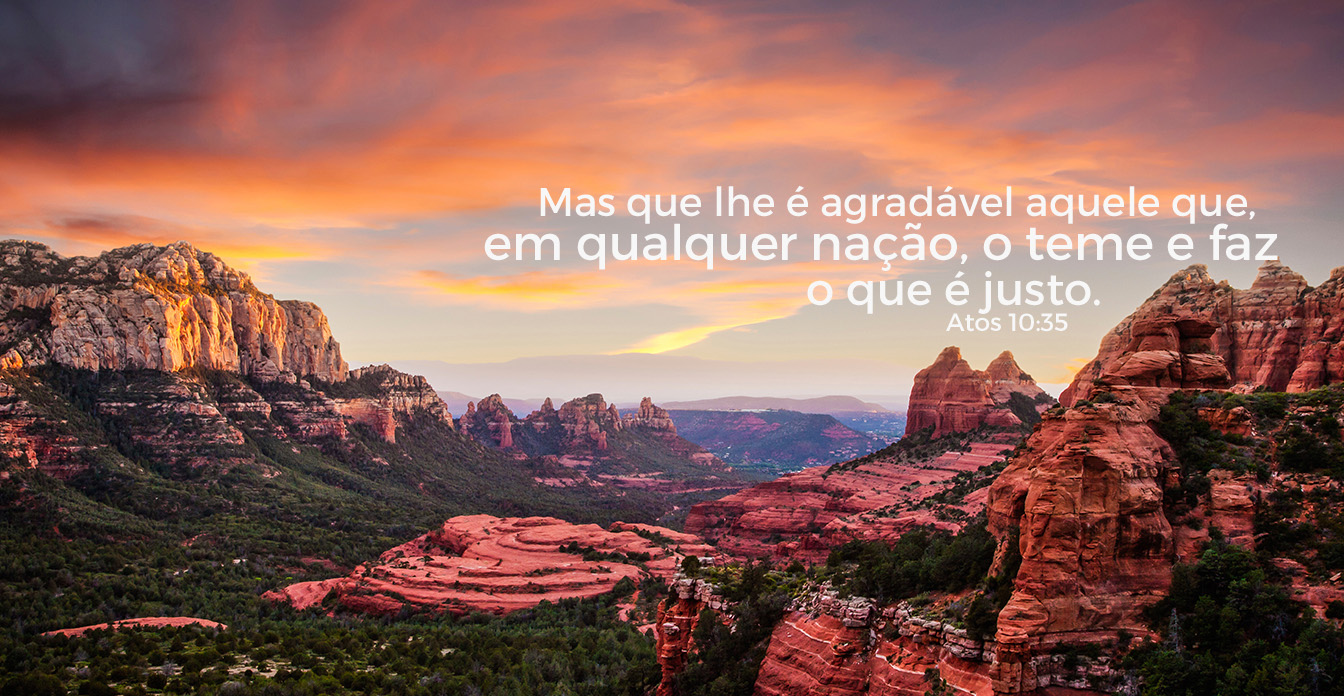 Mas que lhe é agradável aquele que,
em qualquer nação, o teme e faz
o que é justo.
Atos 10:35